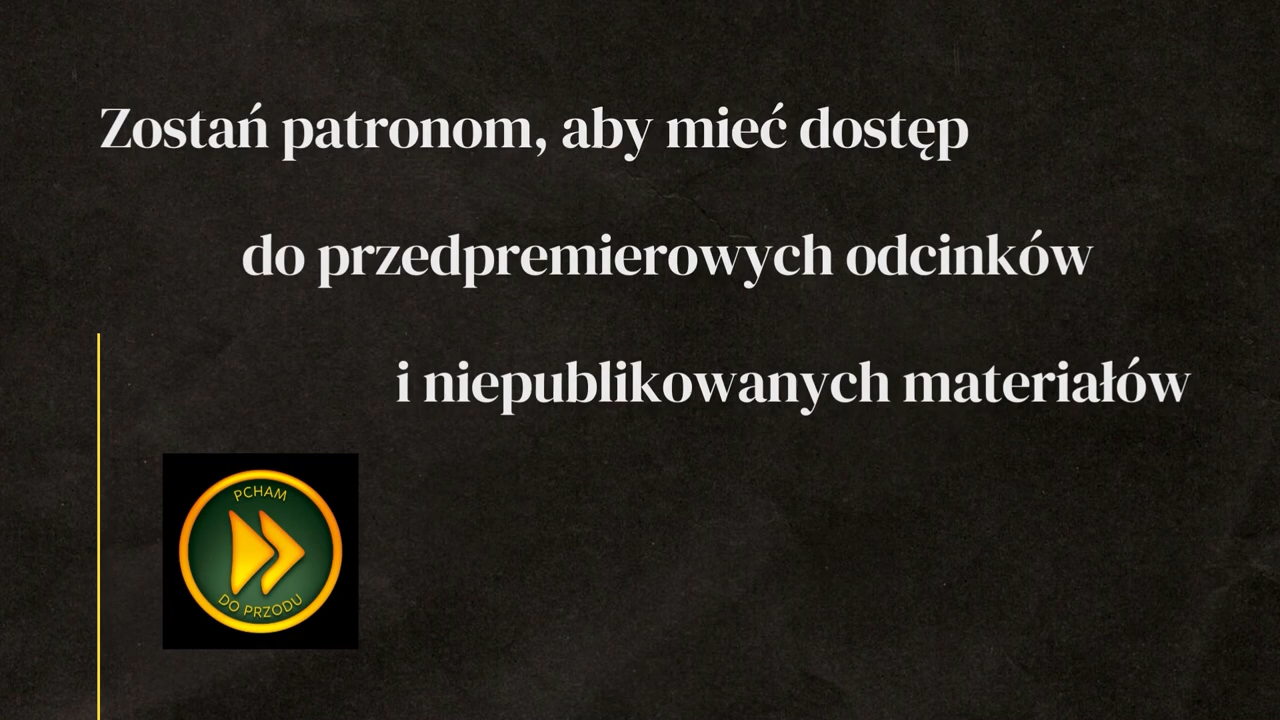 Zostań patronom, aby mieć dostęp
do przedpremierowych odcinków
i niepublikowanych materiałów
PCHAM
DO PRZODU